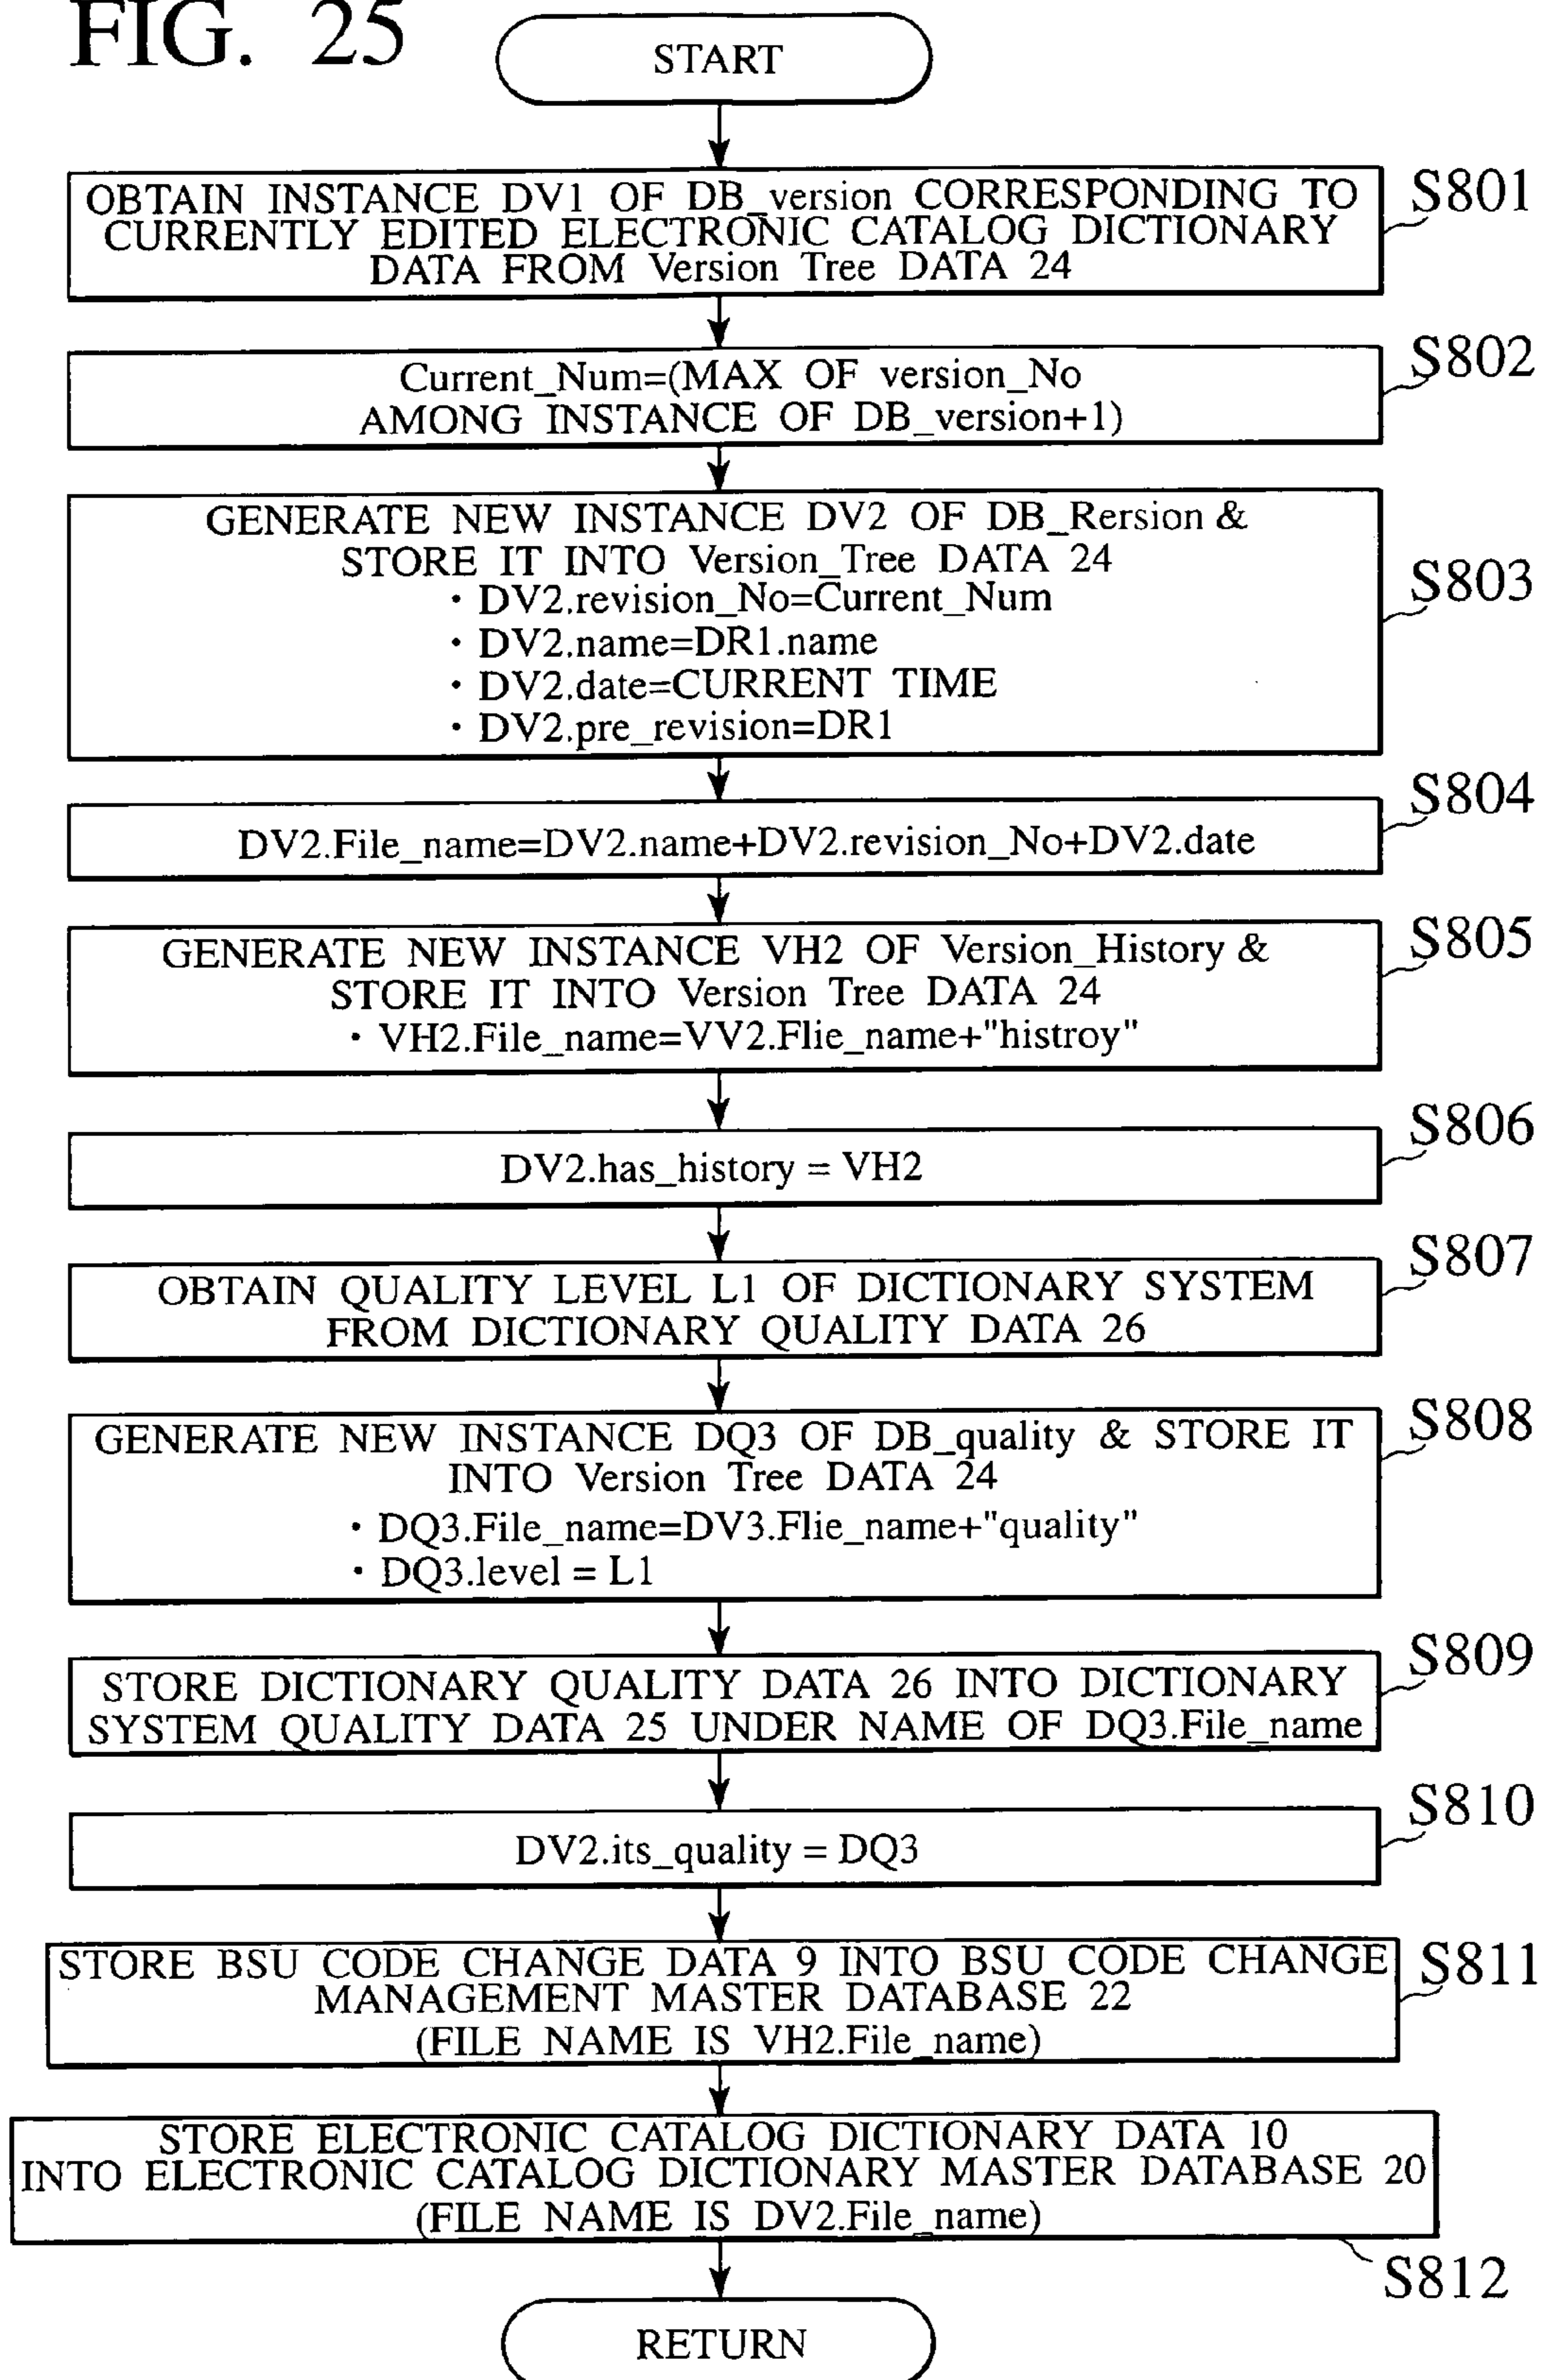 FIG. 25
START
OBTAIN INSTANCE DV1 OF DB_version CORRESPONDING TO
CURRENTLY EDITED ELECTRONIC CATALOG DICTIONARY
DATA FROM Version Tree DATA 24
S801
Current_Num=(MAX OF version_No
AMONG INSTANCE OF DB_version+1)
S802
GENERATE NEW INSTANCE DV2 OF DB_Rersion &
STORE IT INTO Version_Tree DATA 24
・ DV2.revision_No=Current_Num
・ DV2.name=DR1.name
・ DV2.date=CURRENT TIME
・ DV2.pre_revision=DR1
S803
DV2.File_name=DV2.name+DV2.revision_No+DV2.date
S804
GENERATE NEW INSTANCE VH2 OF Version_History &
STORE IT INTO Version Tree DATA 24
・ VH2.File_name=VV2.Flie_name+"histroy"
S805
DV2.has_history = VH2
S806
OBTAIN QUALITY LEVEL L1 OF DICTIONARY SYSTEM
FROM DICTIONARY QUALITY DATA 26
S807
GENERATE NEW INSTANCE DQ3 OF DB_quality & STORE IT
INTO Version Tree DATA 24
・ DQ3.File_name=DV3.Flie_name+"quality"
・ DQ3.level = L1
S808
STORE DICTIONARY QUALITY DATA 26 INTO DICTIONARY
SYSTEM QUALITY DATA 25 UNDER NAME OF DQ3.File_name
S809
DV2.its_quality = DQ3
S810
STORE BSU CODE CHANGE DATA 9 INTO BSU CODE CHANGE
MANAGEMENT MASTER DATABASE 22
(FILE NAME IS VH2.File_name)
S811
STORE ELECTRONIC CATALOG DICTIONARY DATA 10
INTO ELECTRONIC CATALOG DICTIONARY MASTER DATABASE 20
(FILE NAME IS DV2.File_name)
S812
RETURN